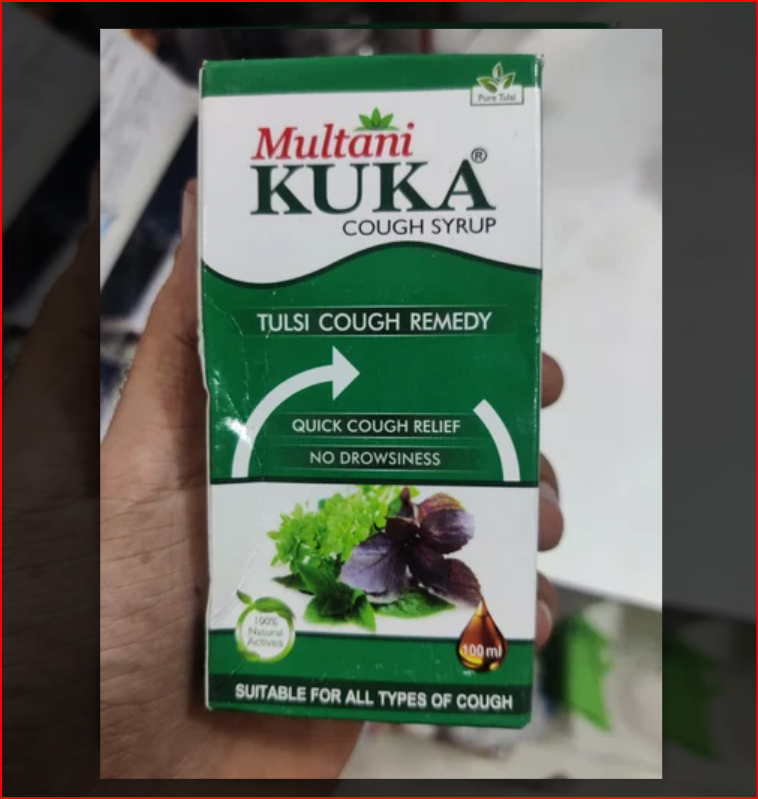 Pure Tulsi
Multani
KUKA®
COUGH SYRUP
TULSI COUGH REMEDY
QUICK COUGH RELIEF
NO DROWSINESS
100%
Natural
Actives
100 ml
SUITABLE FOR ALL TYPES OF COUGH